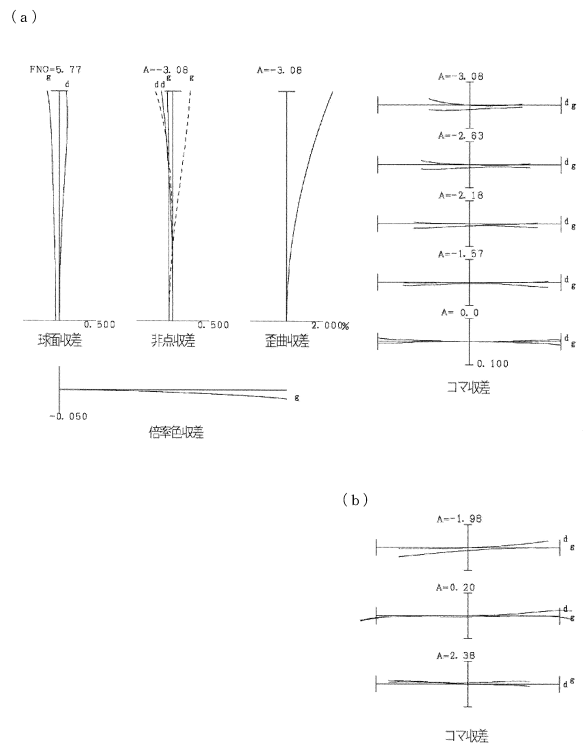 (a)
FNO=5.77
g d
A=-3.08
d d g g
A=-3.08
0.500
球面収差
0.500
非点収差
2.000%
歪曲収差
-0.050
g
倍率色収差
A=-3.08
d g
A=-2.63
d g
A=-2.18
d g
A=-1.57
d g
A= 0.0
d g
0.100
コマ収差
(b)
A=-1.98
d g
A=0.20
d g
A=2.38
d g
コマ収差